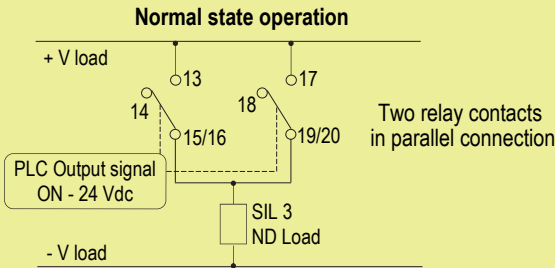 Normal state operation
+ V load
13
17
14
18
15/16
19/20
Two relay contacts
in parallel connection
PLC Output signal
ON - 24 Vdc
SIL 3
ND Load
- V load